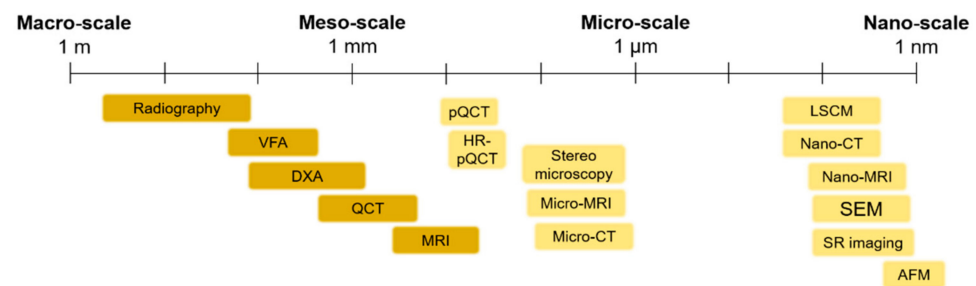 Macro-scale
1 m
Meso-scale
1 mm
Micro-scale
1 µm
Nano-scale
1 nm
Radiography
VFA
DXA
QCT
MRI
pQCT
HR-
pQCT
Stereo
microscopy
Micro-MRI
Micro-CT
LSCM
Nano-CT
Nano-MRI
SEM
SR imaging
AFM